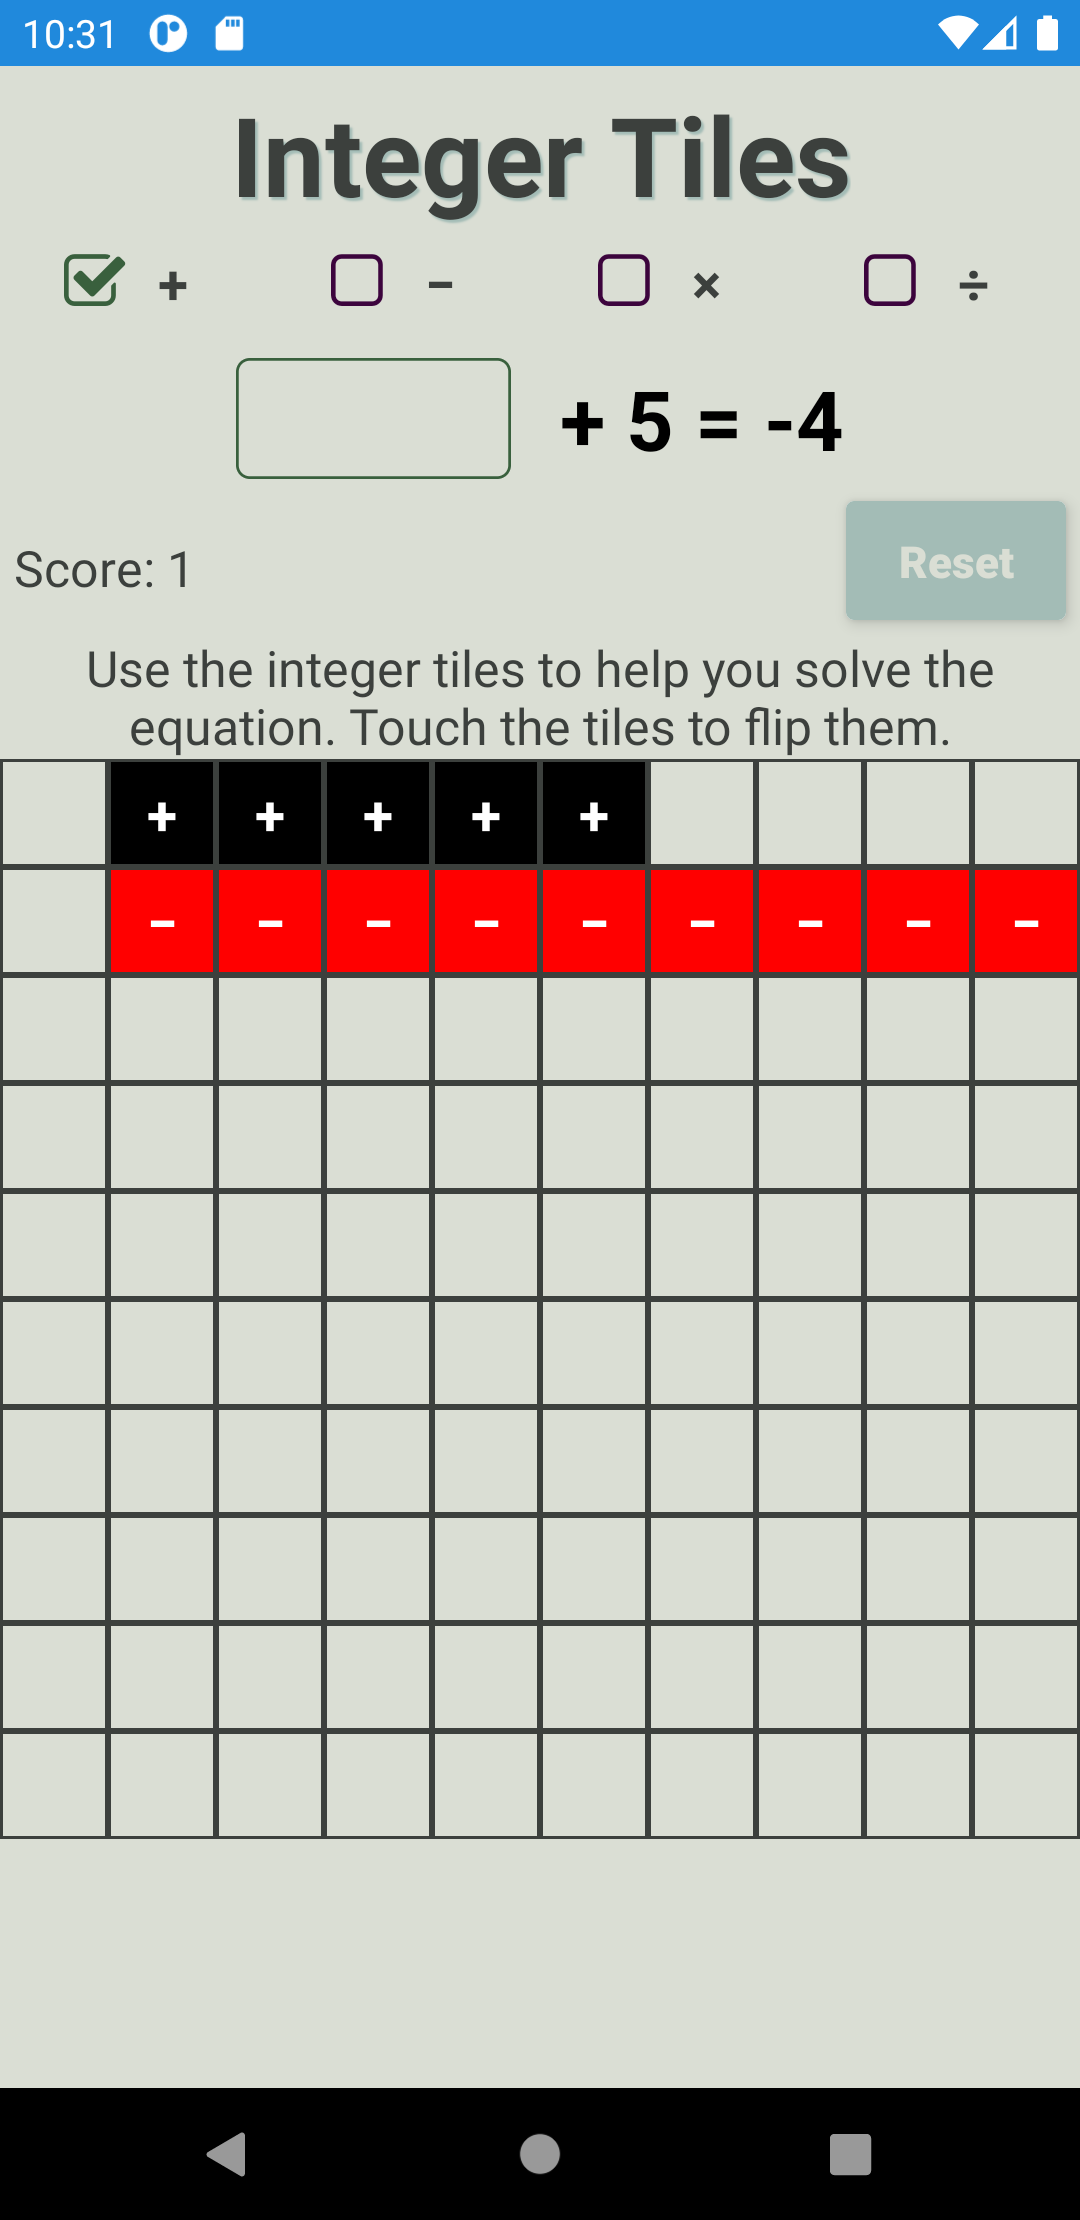 10:31
Integer Tiles
+ − × ÷
+ 5 = -4
Score: 1
Reset
Use the integer tiles to help you solve the
equation. Touch the tiles to flip them.
+ + + + +
− − − − − − − − −